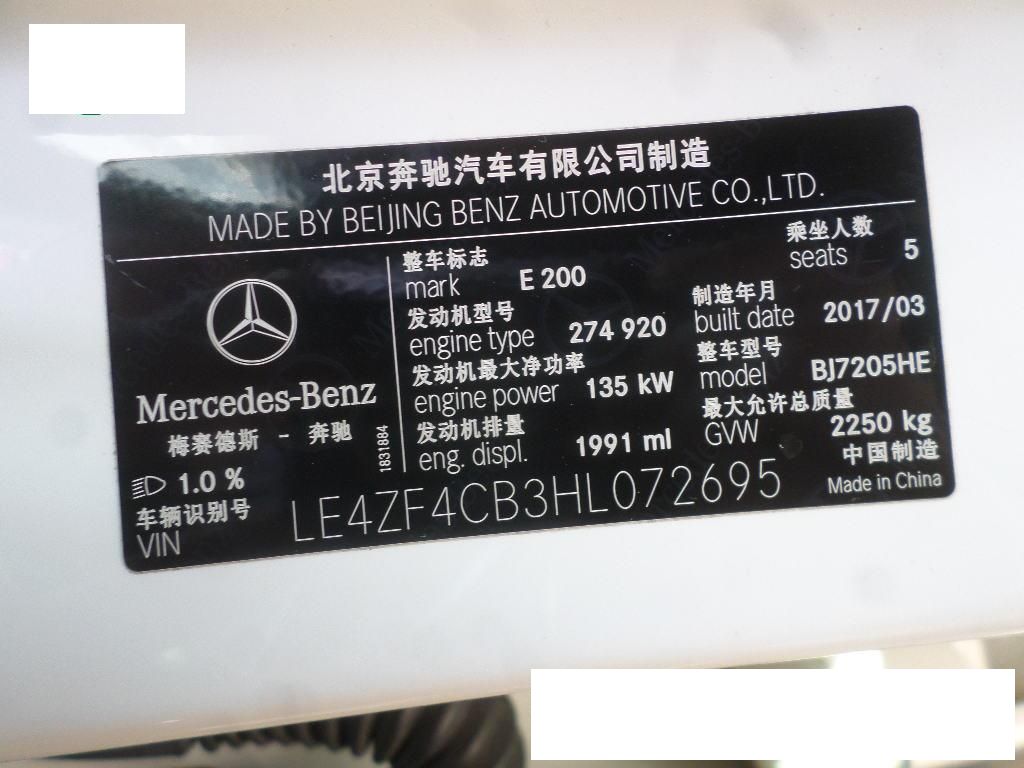 北京奔驰汽车有限公司制造
MADE BY BEIJING BENZ AUTOMOTIVE CO.,LTD.
整车标志
mark E 200
乘坐人数
seats 5
发动机型号
engine type 274 920
制造年月
built date 2017/03
发动机最大净功率
engine power 135 kW
整车型号
model BJ7205HE
发动机排量
eng. displ. 1991 ml
最大允许总质量
GVW 2250 kg
中国制造
Made in China
Mercedes-Benz
梅赛德斯 - 奔驰
1831884
1.0 %
车辆识别号
VIN LE4ZF4CB3HL072695